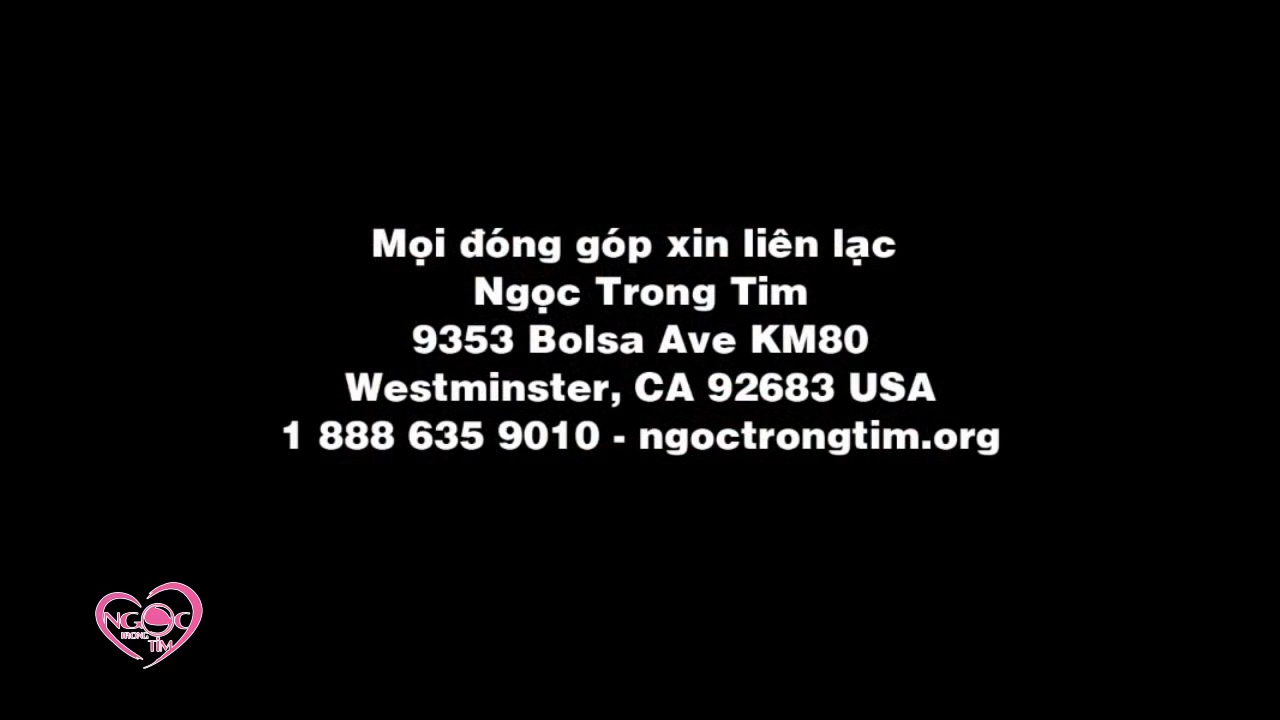 Mọi đóng góp xin liên lạc
Ngọc Trong Tim
9353 Bolsa Ave KM80
Westminster, CA 92683 USA
1 888 635 9010 - ngoctrongtim.org
NGỌC
TRONG
TIM